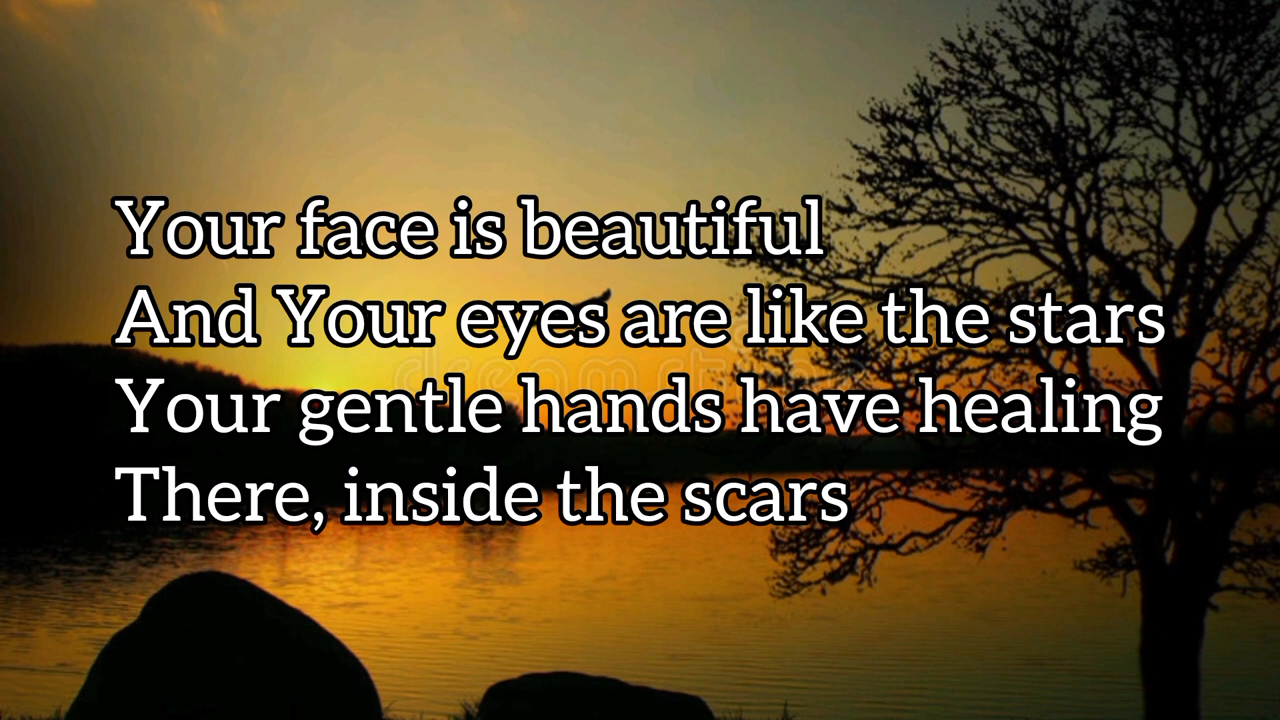 Your face is beautiful
And Your eyes are like the stars
Your gentle hands have healing
There, inside the scars